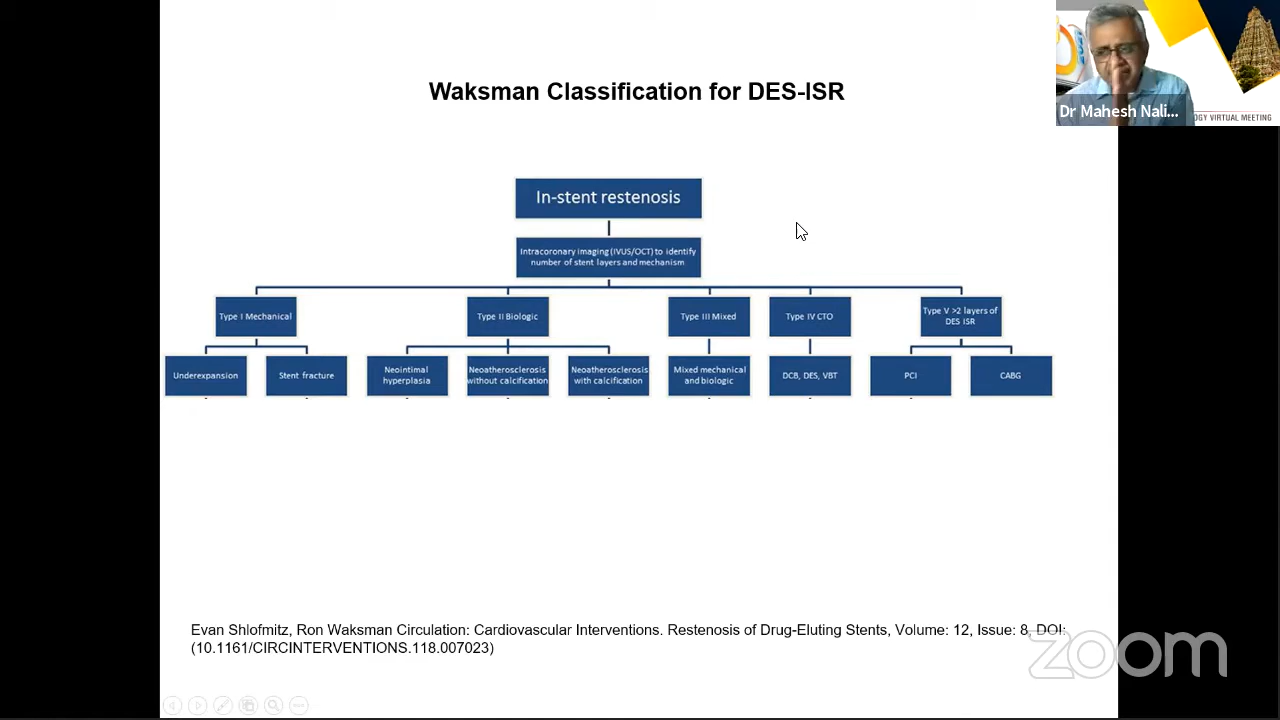 Waksman Classification for DES-ISR
Dr Mahesh Nali...
OGY VIRTUAL MEETING
In-stent restenosis
Intracoronary imaging (IVUS/OCT) to identify
number of stent layers and mechanism
Type I Mechanical
Type II Biologic
Type III Mixed
Type IV CTO
Type V >2 layers of
DES ISR
Underexpansion
Stent fracture
Neointimal
hyperplasia
Neoatherosclerosis
without calcification
Neoatherosclerosis
with calcification
Mixed mechanical
and biologic
DCB, DES, VBT
PCI
CABG
Evan Shlofmitz, Ron Waksman Circulation: Cardiovascular Interventions. Restenosis of Drug-Eluting Stents, Volume: 12, Issue: 8, DOI:
(10.1161/CIRCINTERVENTIONS.118.007023)
zoom